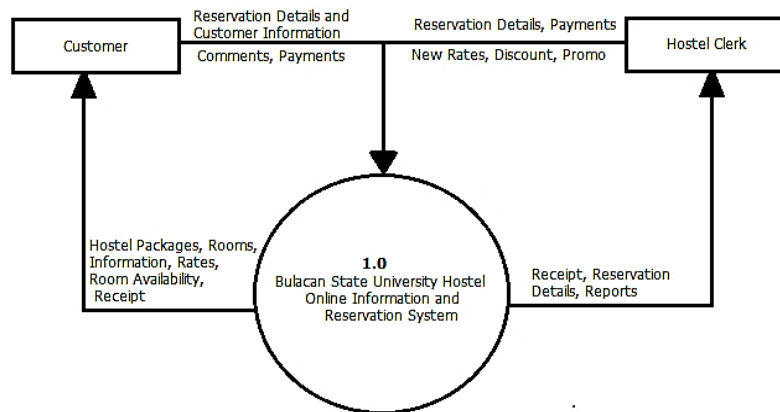 Customer
Reservation Details and
Customer Information
Comments, Payments
Reservation Details, Payments
New Rates, Discount, Promo
Hostel Clerk
Hostel Packages, Rooms,
Information, Rates,
Room Availability,
Receipt
1.0
Bulacan State University Hostel
Online Information and
Reservation System
Receipt, Reservation
Details, Reports